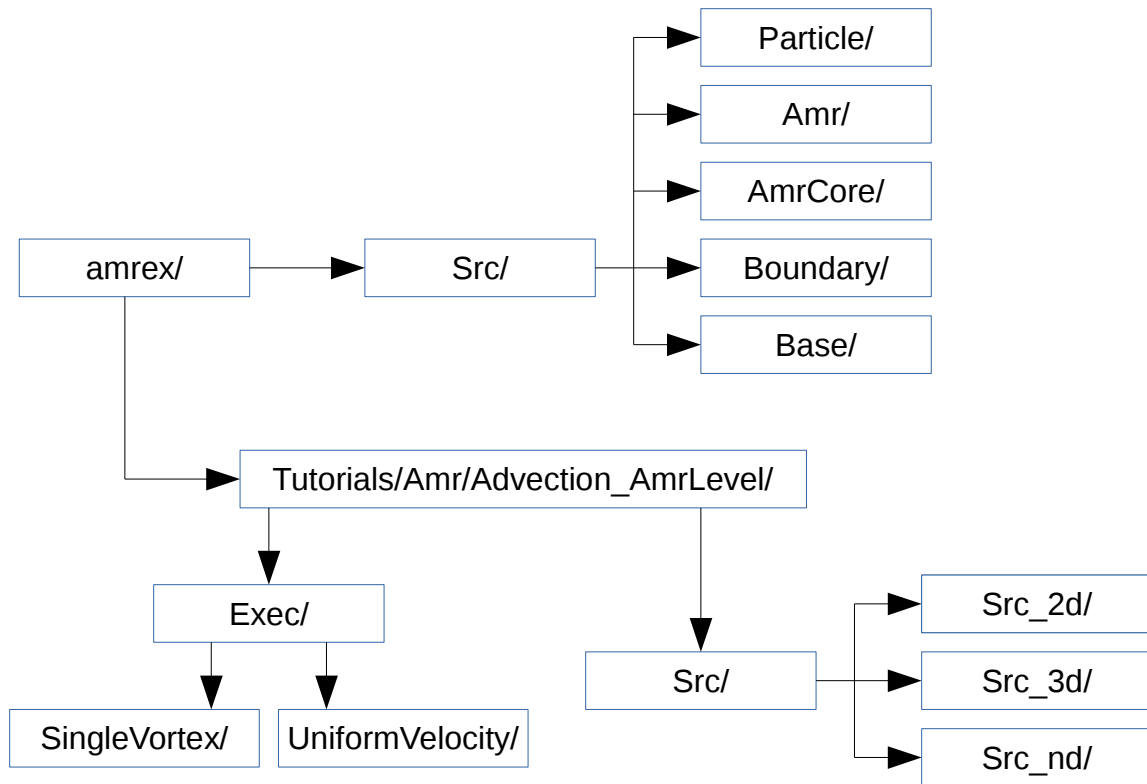 Particle/
Amr/
AmrCore/
amrex/
Src/
Boundary/
Base/
Tutorials/Amr/Advection_AmrLevel/
Exec/
SingleVortex/
UniformVelocity/
Src/
Src_2d/
Src_3d/
Src_nd/